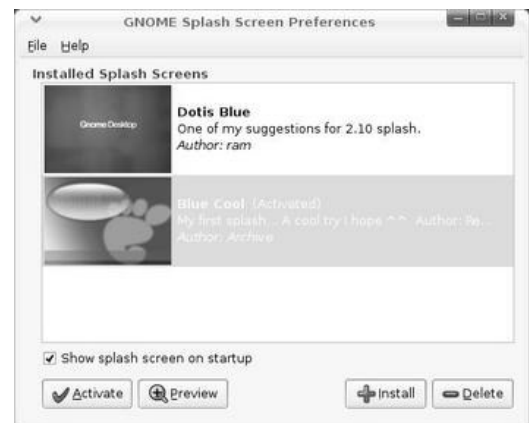 GNOME Splash Screen Preferences
File Help
Installed Splash Screens
Gnome Desktop
Dotis Blue
One of my suggestions for 2.10 splash.
Author: ram
Blue Cool (Activated)
My first splash... A cool try I hope ^^ Author: Re...
Author: Archive
Show splash screen on startup
Activate Preview Install Delete